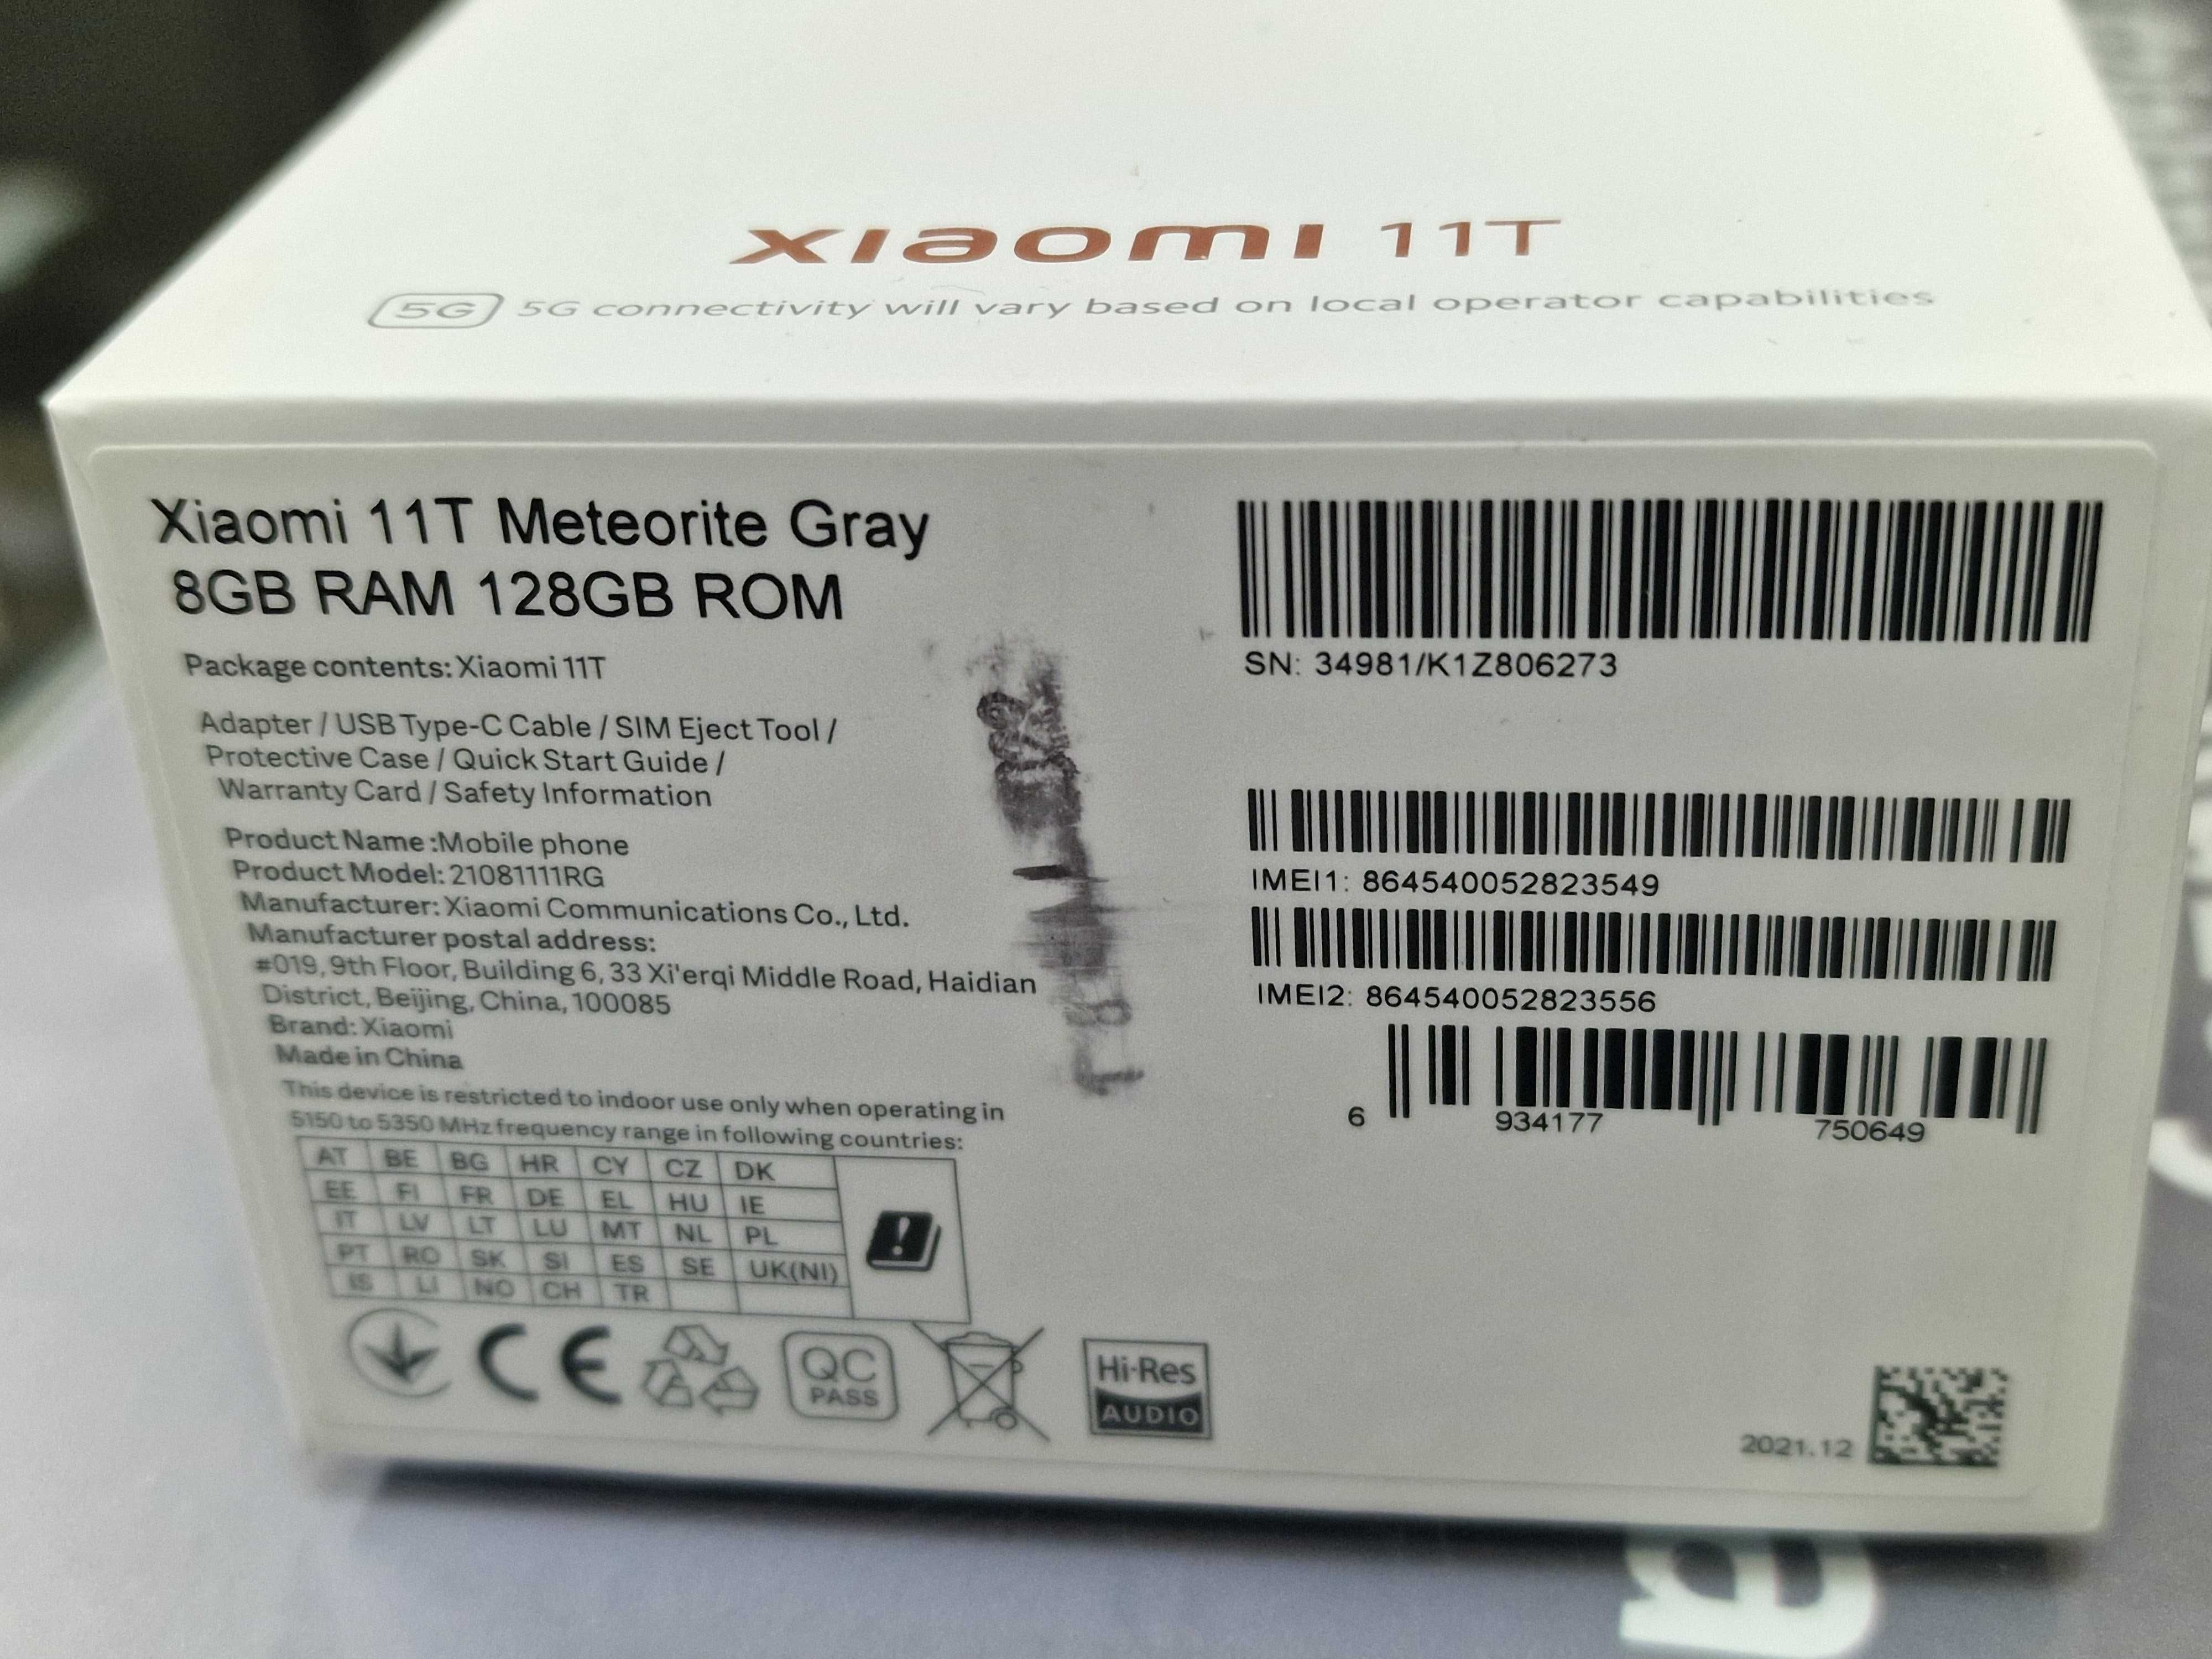 xiaomi 11T
5G 5G connectivity will vary based on local operator capabilities
Xiaomi 11T Meteorite Gray
8GB RAM 128GB ROM
Package contents: Xiaomi 11T
Adapter / USB Type-C Cable / SIM Eject Tool /
Protective Case / Quick Start Guide /
Warranty Card / Safety Information
Product Name :Mobile phone
Product Model: 21081111RG
Manufacturer: Xiaomi Communications Co., Ltd.
Manufacturer postal address:
#019, 9th Floor, Building 6, 33 Xi'erqi Middle Road, Haidian
District, Beijing, China, 100085
Brand: Xiaomi
Made in China
This device is restricted to indoor use only when operating in
5150 to 5350 MHz frequency range in following countries:
AT BE BG HR CY CZ DK
EE FI FR DE EL HU IE
IT LV LT LU MT NL PL
PT RO SK SI ES SE UK(NI)
IS LI NO CH TR
CE
QC
PASS
Hi-Res
AUDIO
SN: 34981/K1Z806273
IMEI1: 864540052823549
IMEI2: 864540052823556
6 934177 750649
2021.12
a